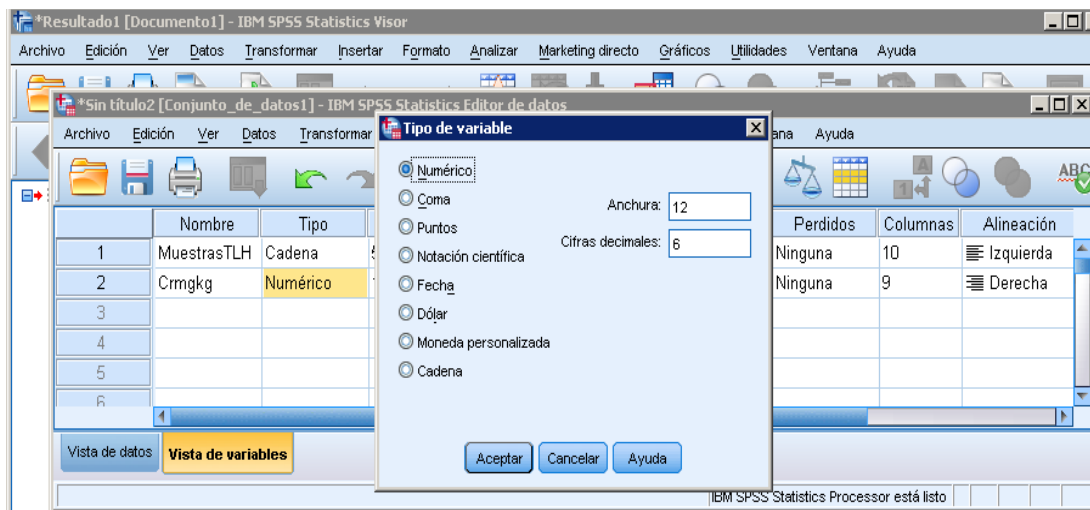 *Resultado1 [Documento1] - IBM SPSS Statistics Visor
Archivo Edición Ver Datos Transformar Insertar Formato Analizar Marketing directo Gráficos Utilidades Ventana Ayuda
*Sin título2 [Conjunto_de_datos1] - IBM SPSS Statistics Editor de datos
Archivo Edición Ver Datos Transformar Ayuda
Tipo de variable
Numérico
Coma
Puntos
Notación científica
Fecha
Dólar
Moneda personalizada
Cadena
Anchura: 12
Cifras decimales: 6
Aceptar Cancelar Ayuda
Nombre Tipo Perdidos Columnas Alineación
1 MuestrasTLH Cadena Ninguna 10 Izquierda
2 Crmgkg Numérico Ninguna 9 Derecha
3
4
5
6
Vista de datos Vista de variables
IBM SPSS Statistics Processor está listo